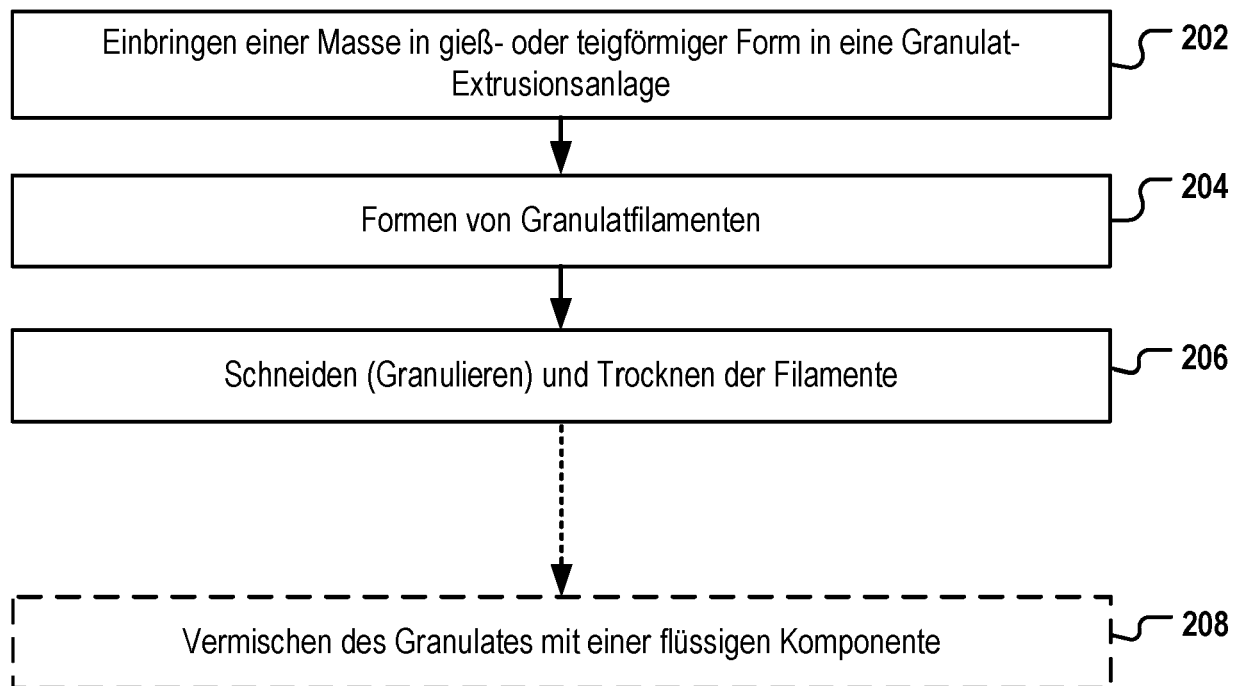 Einbringen einer Masse in gieß- oder teigförmiger Form in eine Granulat-
Extrusionsanlage
202
Formen von Granulatfilamenten
204
Schneiden (Granulieren) und Trocknen der Filamente
206
Vermischen des Granulates mit einer flüssigen Komponente
208